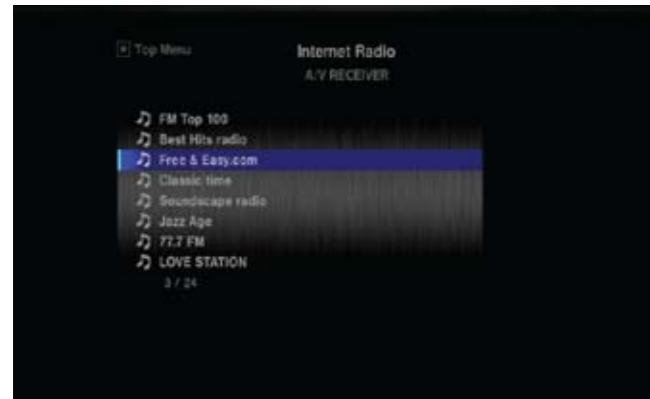 Top Menu
Internet Radio
A/V RECEIVER
FM Top 100
Best Hits radio
Free & Easy.com
Classic time
Soundscape radio
Jazz Age
77.7 FM
LOVE STATION
3 / 24